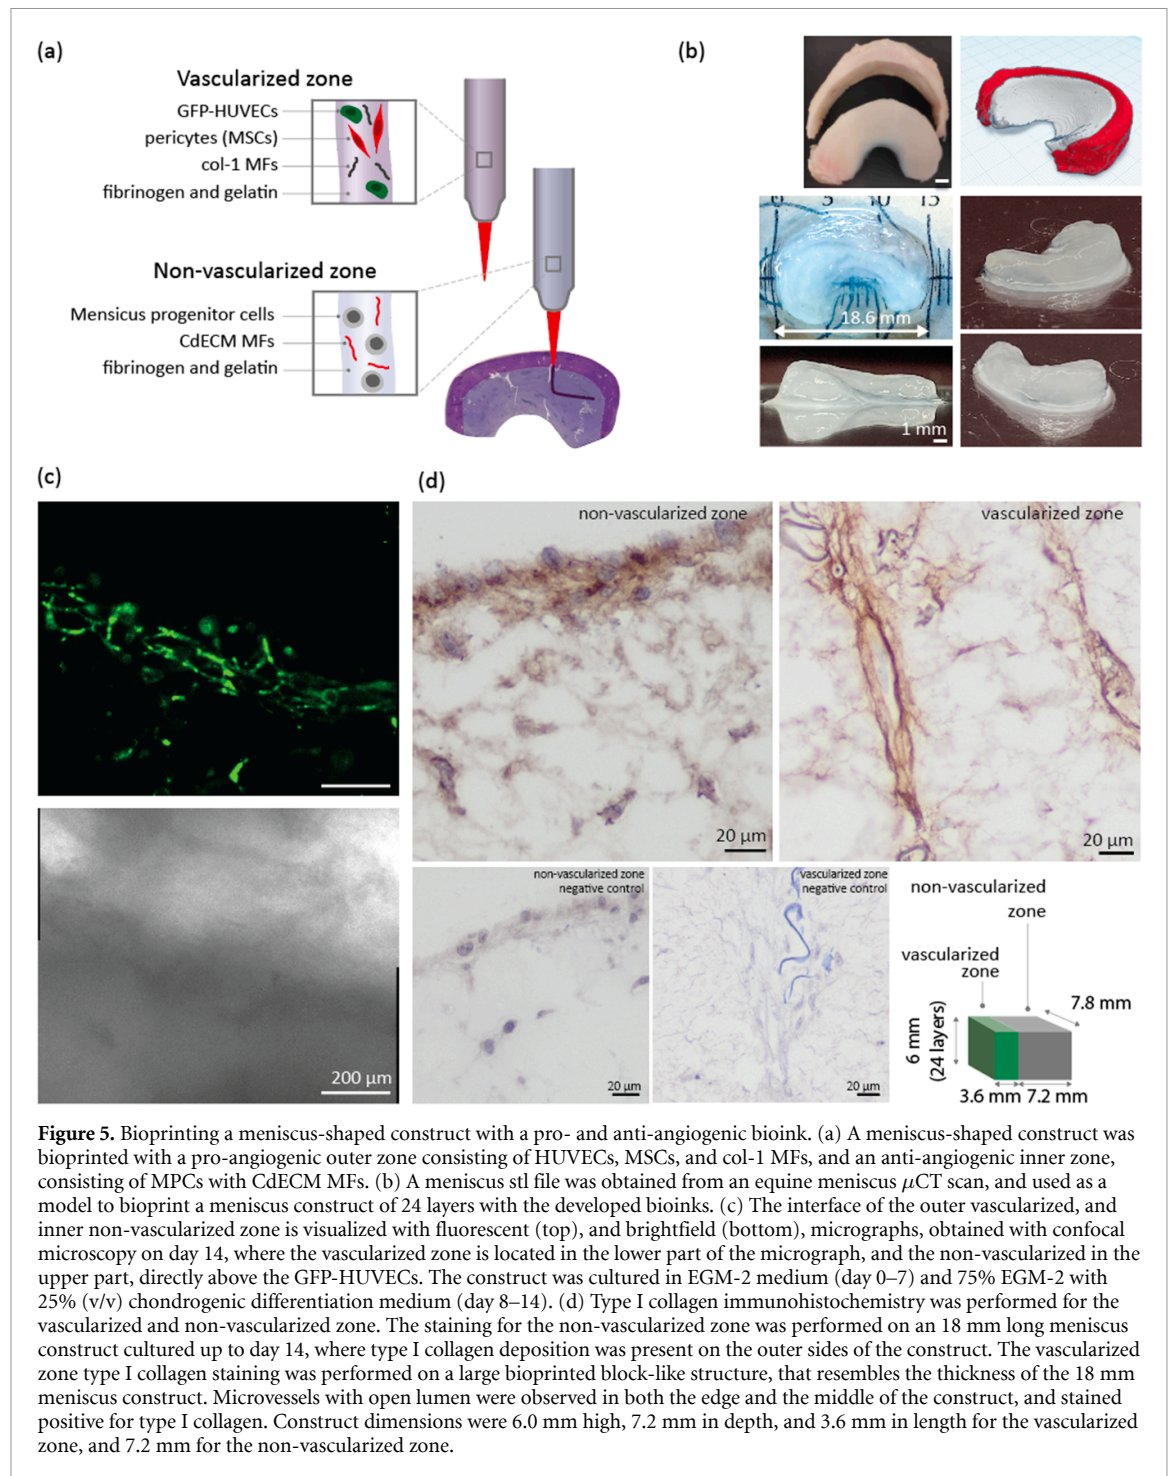 (a)
Vascularized zone
GFP-HUVECs
pericytes (MSCs)
col-1 MFs
fibrinogen and gelatin
Non-vascularized zone
Mensicus progenitor cells
CdECM MFs
fibrinogen and gelatin
(b)
0 5 10 15
18.6 mm
1 mm
(c)
200 µm
(d)
non-vascularized zone
20 µm
vascularized zone
20 µm
non-vascularized zone
negative control
20 µm
vascularized zone
negative control
20 µm
non-vascularized
zone
vascularized
zone
7.8 mm
6 mm
(24 layers)
3.6 mm 7.2 mm
Figure 5. Bioprinting a meniscus-shaped construct with a pro- and anti-angiogenic bioink. (a) A meniscus-shaped construct was
bioprinted with a pro-angiogenic outer zone consisting of HUVECs, MSCs, and col-1 MFs, and an anti-angiogenic inner zone,
consisting of MPCs with CdECM MFs. (b) A meniscus stl file was obtained from an equine meniscus µCT scan, and used as a
model to bioprint a meniscus construct of 24 layers with the developed bioinks. (c) The interface of the outer vascularized, and
inner non-vascularized zone is visualized with fluorescent (top), and brightfield (bottom), micrographs, obtained with confocal
microscopy on day 14, where the vascularized zone is located in the lower part of the micrograph, and the non-vascularized in the
upper part, directly above the GFP-HUVECs. The construct was cultured in EGM-2 medium (day 0–7) and 75% EGM-2 with
25% (v/v) chondrogenic differentiation medium (day 8–14). (d) Type I collagen immunohistochemistry was performed for the
vascularized and non-vascularized zone. The staining for the non-vascularized zone was performed on an 18 mm long meniscus
construct cultured up to day 14, where type I collagen deposition was present on the outer sides of the construct. The vascularized
zone type I collagen staining was performed on a large bioprinted block-like structure, that resembles the thickness of the 18 mm
meniscus construct. Microvessels with open lumen were observed in both the edge and the middle of the construct, and stained
positive for type I collagen. Construct dimensions were 6.0 mm high, 7.2 mm in depth, and 3.6 mm in length for the vascularized
zone, and 7.2 mm for the non-vascularized zone.